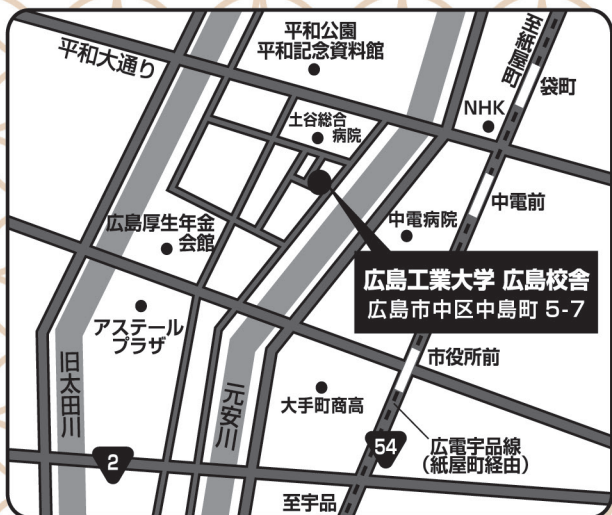 平和公園
平和記念資料館
至紙屋町
平和大通り
袋町
NHK
土谷総合
病院
中電前
広島厚生年金
会館
中電病院
広島工業大学 広島校舎
広島市中区中島町 5-7
アステール
プラザ
市役所前
旧太田川
元安川
大手町商高
2
54
広電宇品線
(紙屋町経由)
至宇品